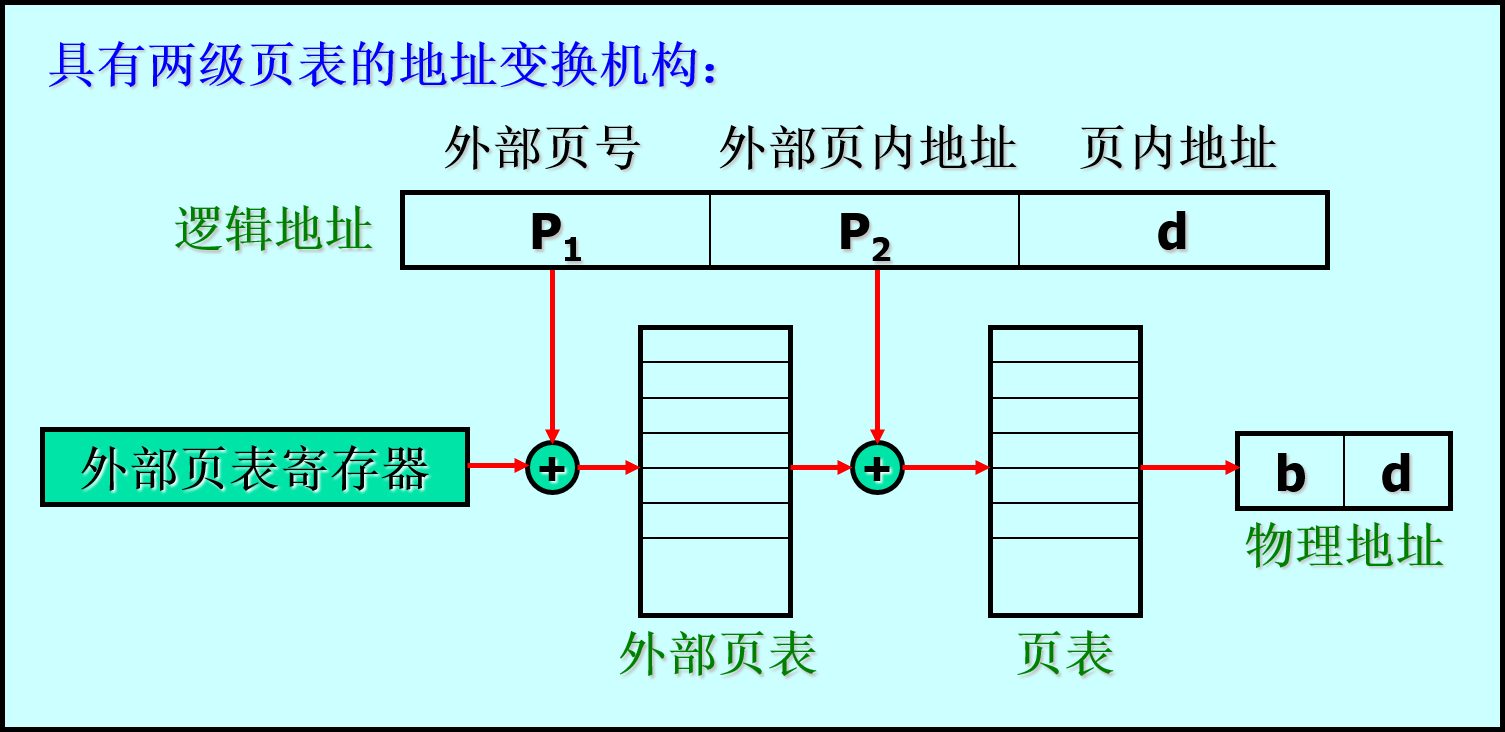 具有两级页表的地址变换机构：
外部页号 外部页内地址 页内地址
逻辑地址 P₁ P₂ d
外部页表寄存器 + + b d
物理地址
外部页表 页表